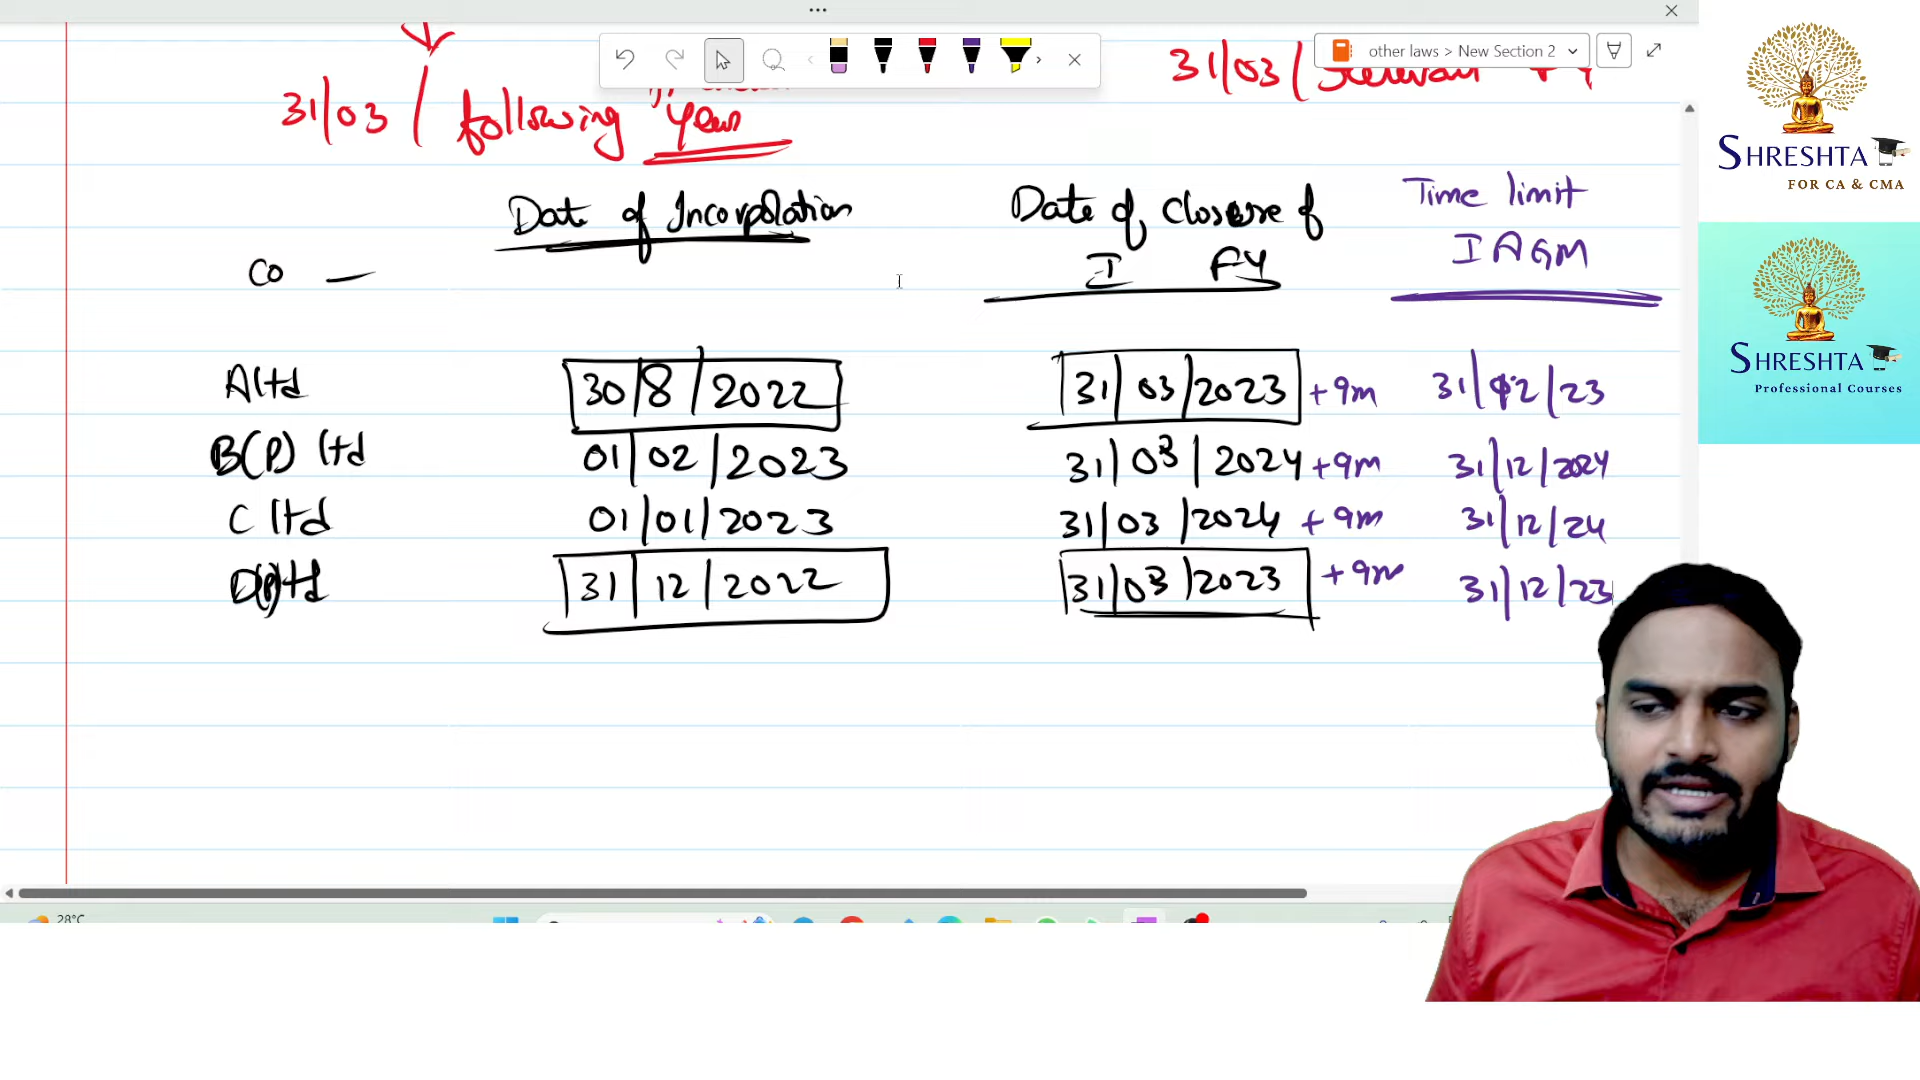 other laws > New Section 2
31/03 / following year
31/03 /
Date of Incorporation
Date of Closure of
I FY
Time limit
I AGM
Co —
A ltd 30/8/2022 31/03/2023 +9m 31/12/23
B(P) ltd 01/02/2023 31/03/2024 +9m 31/12/2024
C ltd 01/01/2023 31/03/2024 +9m 31/12/24
D(P)ltd 31/12/2022 31/03/2023 +9m 31/12/23
28°C
SHRESHTA
FOR CA & CMA
SHRESHTA
Professional Courses